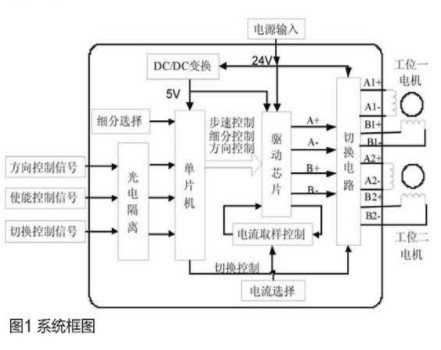 电源输入
DC/DC变换
24V
5V
工位一
电机
细分选择
步速控制
细分控制
方向控制
方向控制信号
使能控制信号
切换控制信号
光电隔离
单片机
驱动芯片
切换电路
A+
A-
B+
B-
A1+
A1-
B1+
B1-
A2+
A2-
B2+
B2-
电流取样控制
切换控制
电流选择
工位二
电机
图1 系统框图